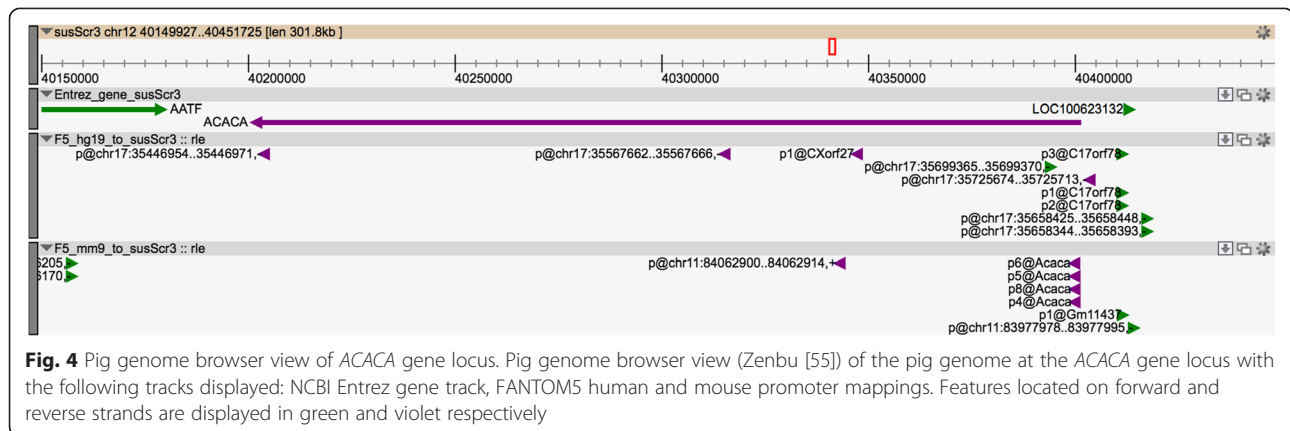 susScr3 chr12 40149927..40451725 [len 301.8kb ]
40150000 40200000 40250000 40300000 40350000 40400000
Entrez_gene_susScr3
AATF LOC100623132
ACACA
F5_hg19_to_susScr3 :: rle
p@chr17:35446954..35446971,- p@chr17:35567662..35567666,- p1@CXorf27 p3@C17orf78
p@chr17:35699365..35699370,-
p@chr17:35725674..35725713,-
p1@C17orf78
p2@C17orf78
p@chr17:35658425..35658448,-
p@chr17:35658344..35658393,-
F5_mm9_to_susScr3 :: rle
6205,- p@chr11:84062900..84062914,+ p6@Acaca
6170,- p5@Acaca
p8@Acaca
p4@Acaca
p1@Gm11437
p@chr11:83977978..83977995,-
Fig. 4 Pig genome browser view of ACACA gene locus. Pig genome browser view (Zenbu [55]) of the pig genome at the ACACA gene locus with
the following tracks displayed: NCBI Entrez gene track, FANTOM5 human and mouse promoter mappings. Features located on forward and
reverse strands are displayed in green and violet respectively